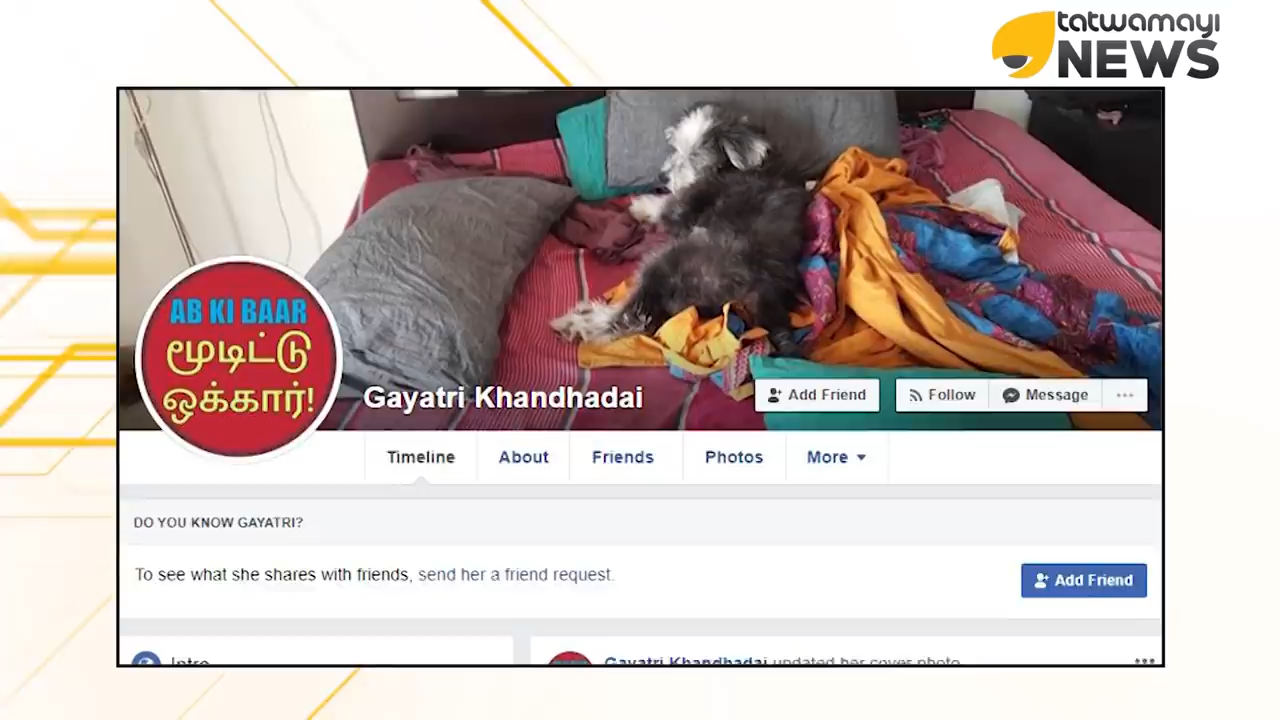 tatwamayi
NEWS
AB KI BAAR
மூடிட்டு
ஒக்கார்!
Gayatri Khandhadai
Add Friend
Follow
Message
Timeline
About
Friends
Photos
More
DO YOU KNOW GAYATRI?
To see what she shares with friends, send her a friend request.
Add Friend
Intro
Gayatri Khandhadai updated her cover photo